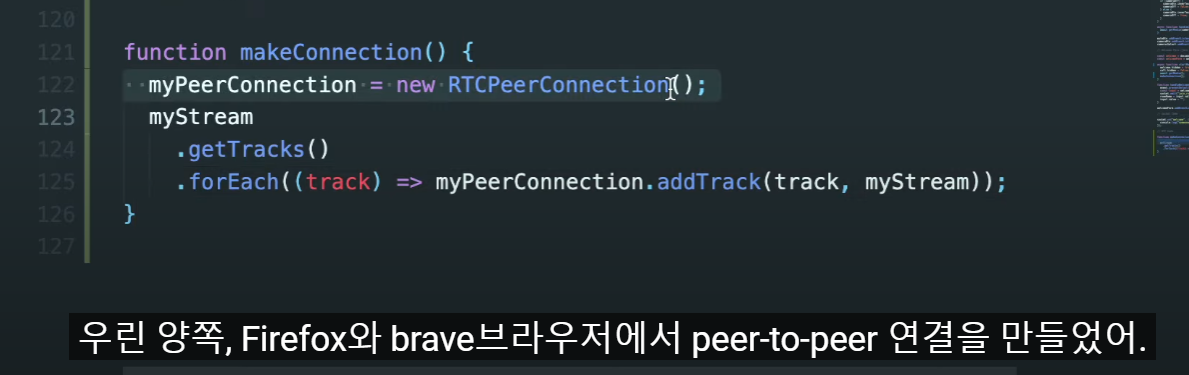 120
121 function makeConnection() {
122 myPeerConnection = new RTCPeerConnection();
123 myStream
124 .getTracks()
125 .forEach((track) => myPeerConnection.addTrack(track, myStream));
126 }
127
우린 양쪽, Firefox와 brave브라우저에서 peer-to-peer 연결을 만들었어.